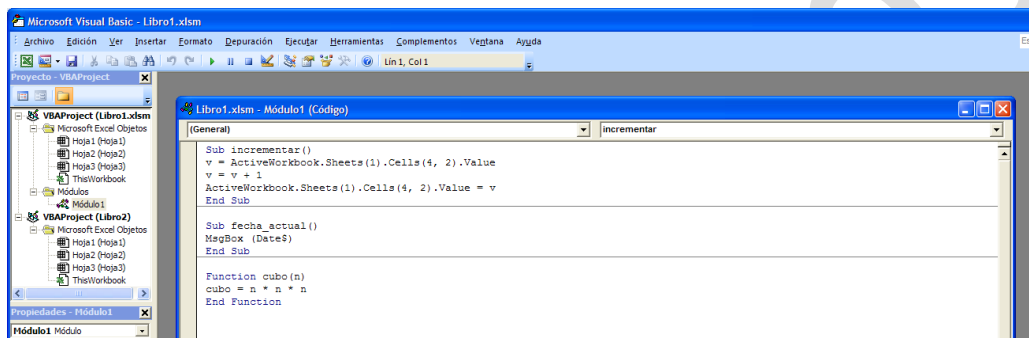 Microsoft Visual Basic - Libro1.xlsm
Archivo Edición Ver Insertar Formato Depuración Ejecutar Herramientas Complementos Ventana Ayuda
Lín 1, Col 1
Proyecto - VBAProject
VBAProject (Libro1.xlsm
Microsoft Excel Objetos
Hoja1 (Hoja1)
Hoja2 (Hoja2)
Hoja3 (Hoja3)
ThisWorkbook
Módulos
Módulo1
VBAProject (Libro2)
Microsoft Excel Objetos
Hoja1 (Hoja1)
Hoja2 (Hoja2)
Hoja3 (Hoja3)
ThisWorkbook
Propiedades - Módulo1
Módulo1 Módulo
Libro1.xlsm - Módulo1 (Código)
(General) incrementar
Sub incrementar()
v = ActiveWorkbook.Sheets(1).Cells(4, 2).Value
v = v + 1
ActiveWorkbook.Sheets(1).Cells(4, 2).Value = v
End Sub
Sub fecha_actual()
MsgBox (Date$)
End Sub
Function cubo(n)
cubo = n * n * n
End Function